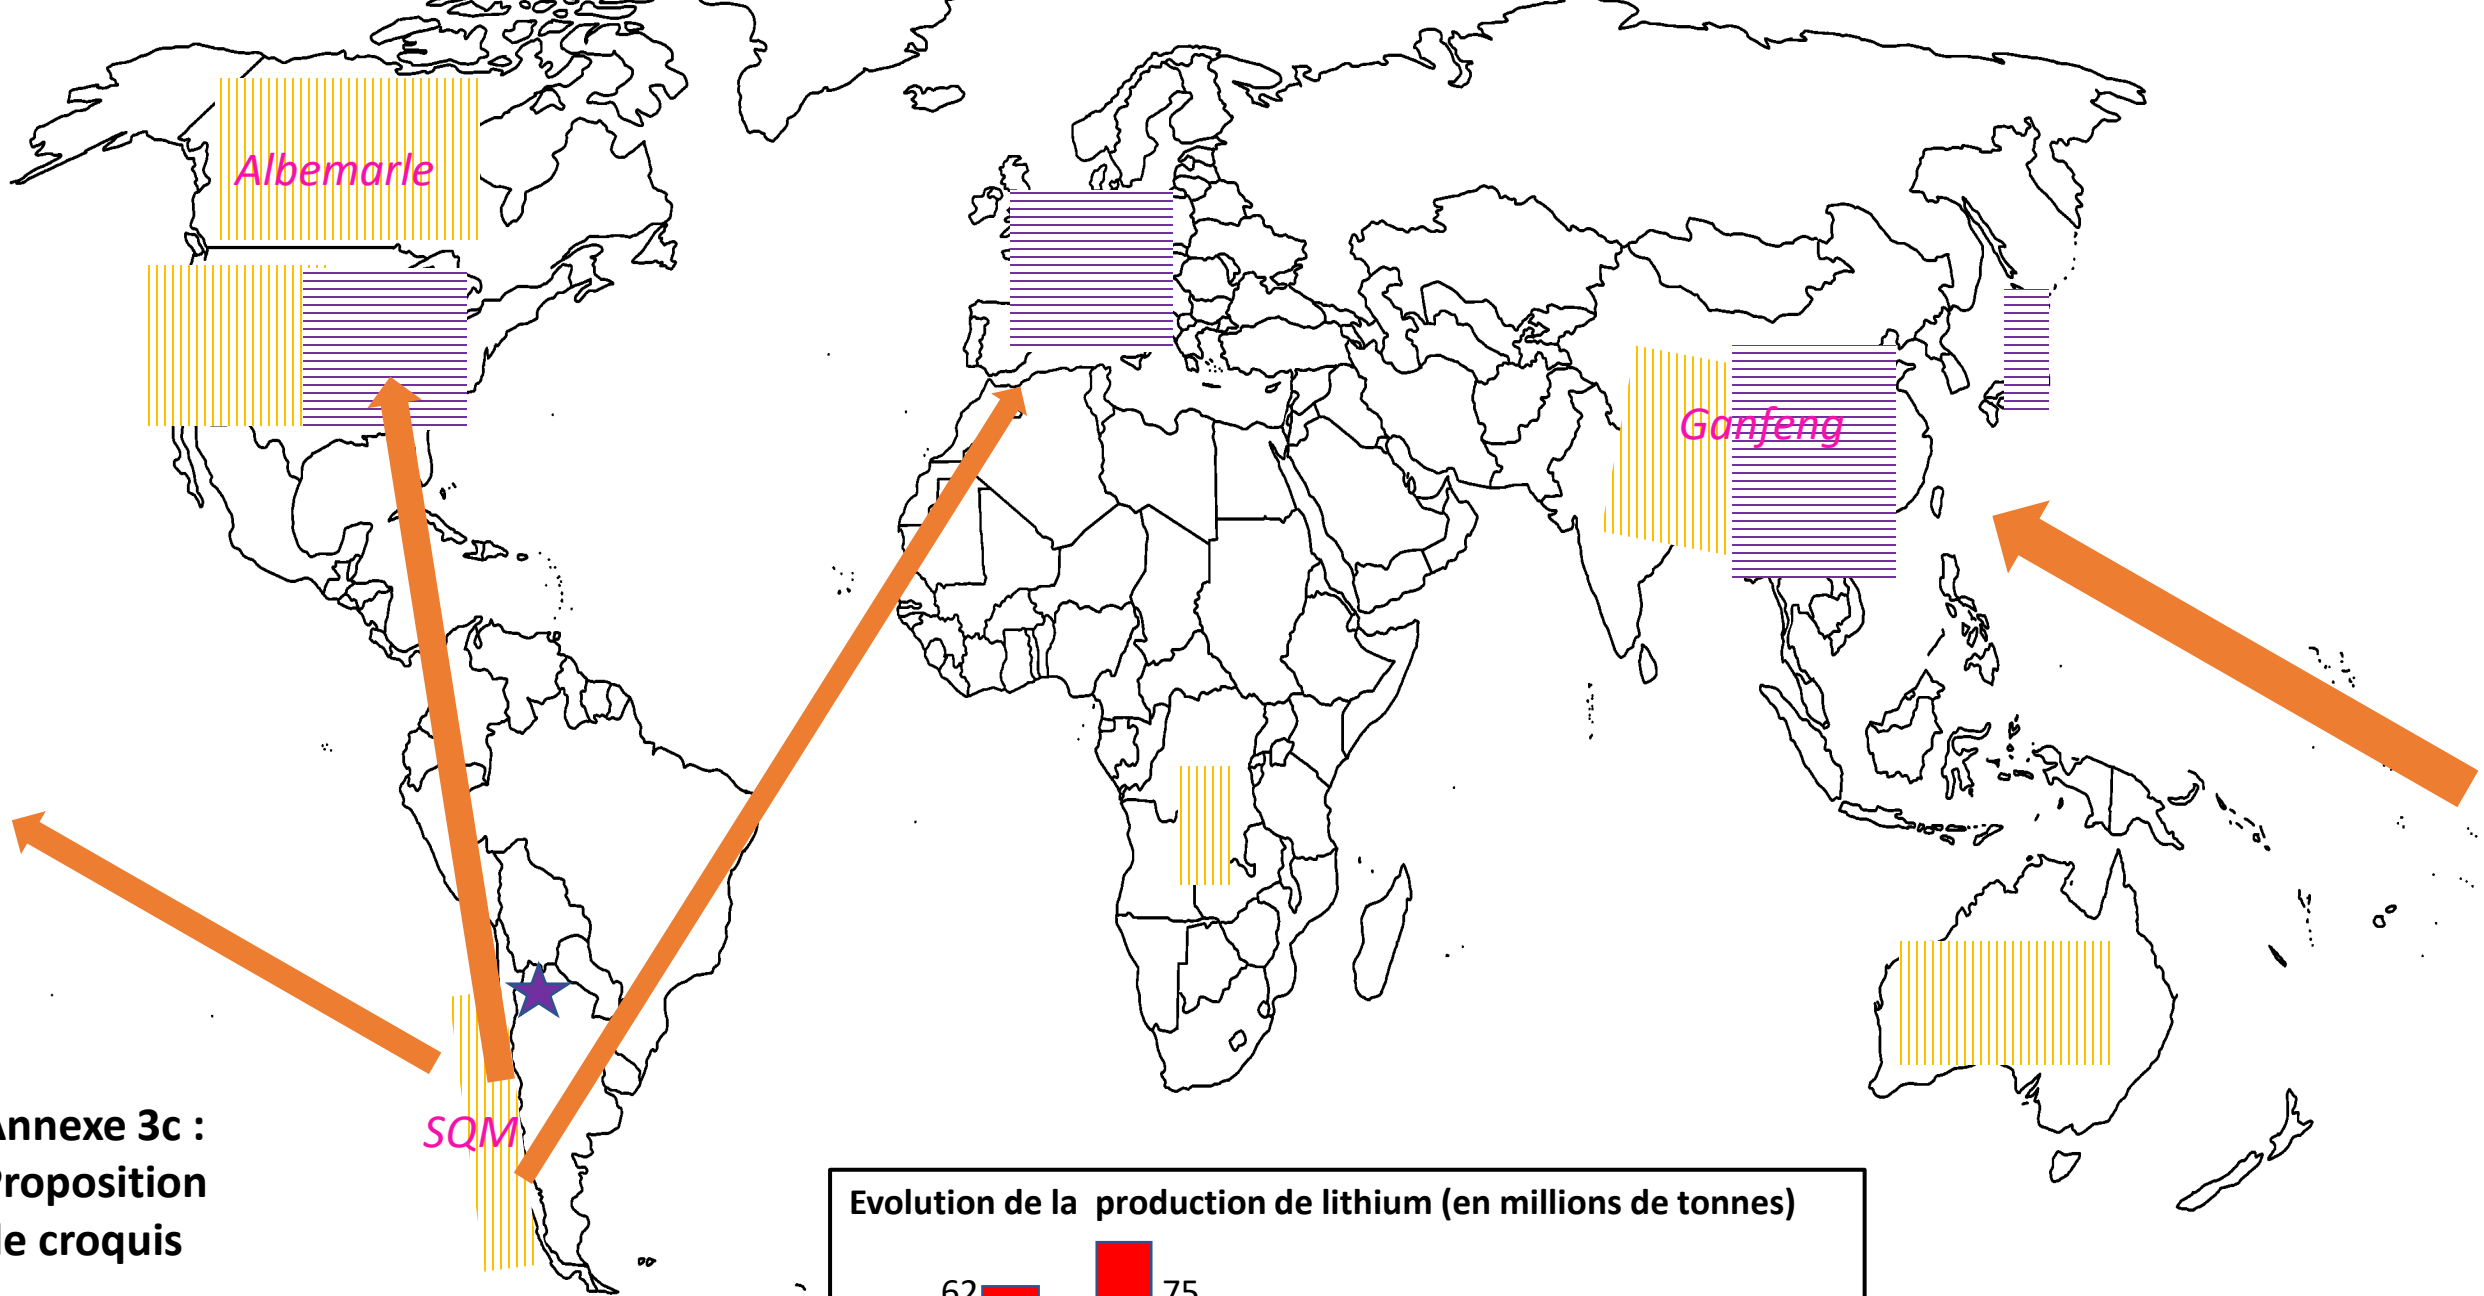 Albemarle
Ganfeng
SQM
Annexe 3c :
Proposition
de croquis
Evolution de la production de lithium (en millions de tonnes)
62
75